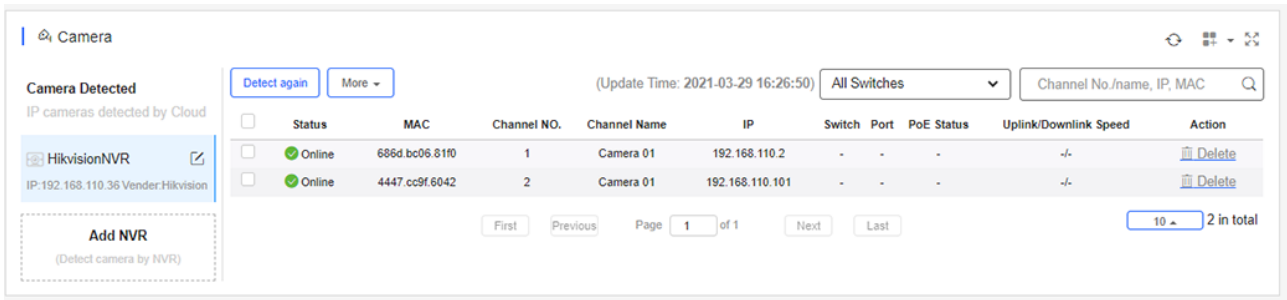 Camera
Camera Detected
IP cameras detected by Cloud
HikvisionNVR
IP:192.168.110.36 Vender:Hikvision
Add NVR
(Detect camera by NVR)
Detect again More (Update Time: 2021-03-29 16:26:50) All Switches Channel No./name, IP, MAC
Status MAC Channel NO. Channel Name IP Switch Port PoE Status Uplink/Downlink Speed Action
Online 686d.bc06.81f0 1 Camera 01 192.168.110.2 - - - -/- Delete
Online 4447.cc9f.6042 2 Camera 01 192.168.110.101 - - - -/- Delete
First Previous Page 1 of 1 Next Last 10 2 in total